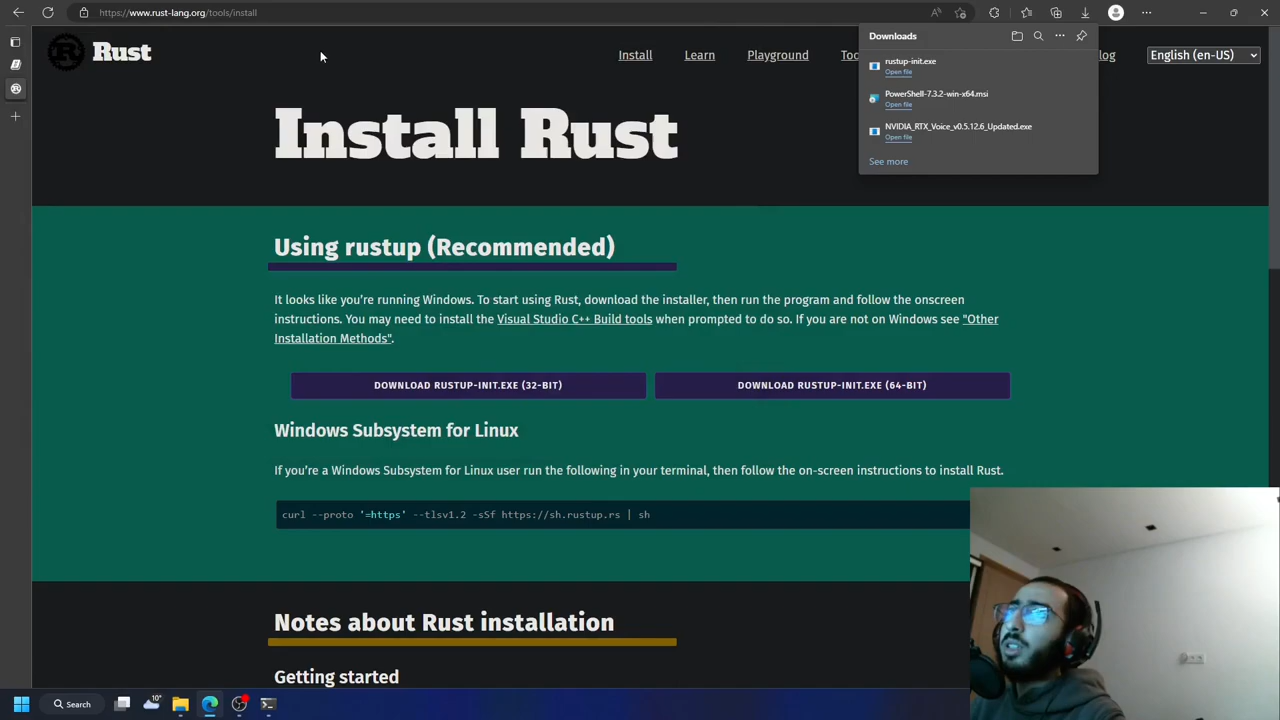 https://www.rust-lang.org/tools/install
Rust
Install
Learn
Playground
Too
log
English (en-US)
Downloads
rustup-init.exe
Open file
PowerShell-7.3.2-win-x64.msi
Open file
NVIDIA_RTX_Voice_v0.5.12.6_Updated.exe
Open file
See more
Install Rust
Using rustup (Recommended)
It looks like you're running Windows. To start using Rust, download the installer, then run the program and follow the onscreen
instructions. You may need to install the Visual Studio C++ Build tools when prompted to do so. If you are not on Windows see "Other
Installation Methods".
DOWNLOAD RUSTUP-INIT.EXE (32-BIT)
DOWNLOAD RUSTUP-INIT.EXE (64-BIT)
Windows Subsystem for Linux
If you're a Windows Subsystem for Linux user run the following in your terminal, then follow the on-screen instructions to install Rust.
curl --proto '=https' --tlsv1.2 -sSf https://sh.rustup.rs | sh
Notes about Rust installation
Getting started
10°
Search